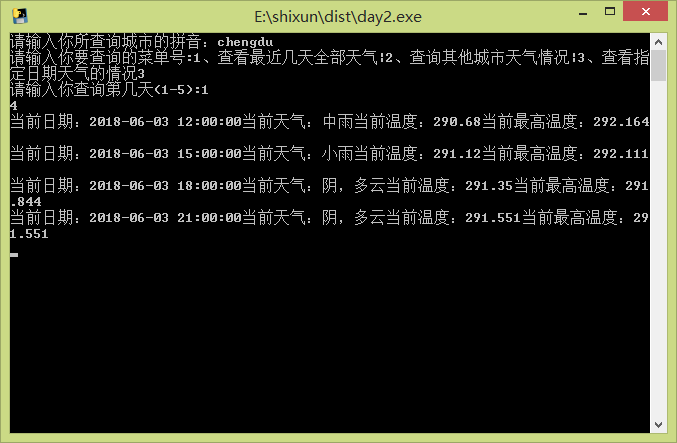 E:\shixun\dist\day2.exe
请输入你所查询城市的拼音：chengdu
请输入你要查询的菜单号:1、查看最近几天全部天气¦2、查询其他城市天气情况¦3、查看指
定日期天气的情况3
请输入你查询第几天(1-5):1
4
当前日期：2018-06-03 12:00:00当前天气：中雨当前温度：290.68当前最高温度：292.164
当前日期：2018-06-03 15:00:00当前天气：小雨当前温度：291.12当前最高温度：292.111
当前日期：2018-06-03 18:00:00当前天气：阴，多云当前温度：291.35当前最高温度：291
.844
当前日期：2018-06-03 21:00:00当前天气：阴，多云当前温度：291.551当前最高温度：29
1.551